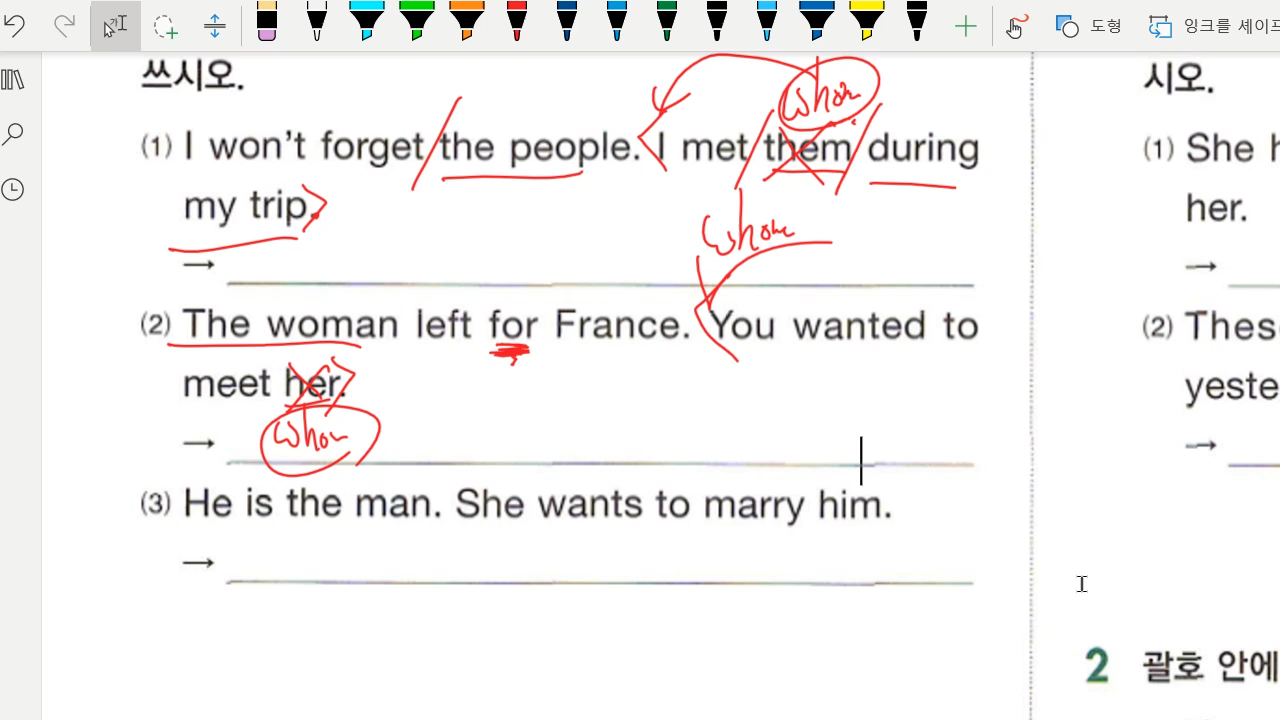 도형
잉크를 셰이프
쓰시오.
시오.
whom
(1) I won't forget the people. I met them during
my trip.
whom
→
(2) The woman left for France. You wanted to
meet her.
whom
→
(3) He is the man. She wants to marry him.
→
(1) She h
her.
→
(2) Thes
yeste
→
2 괄호 안에